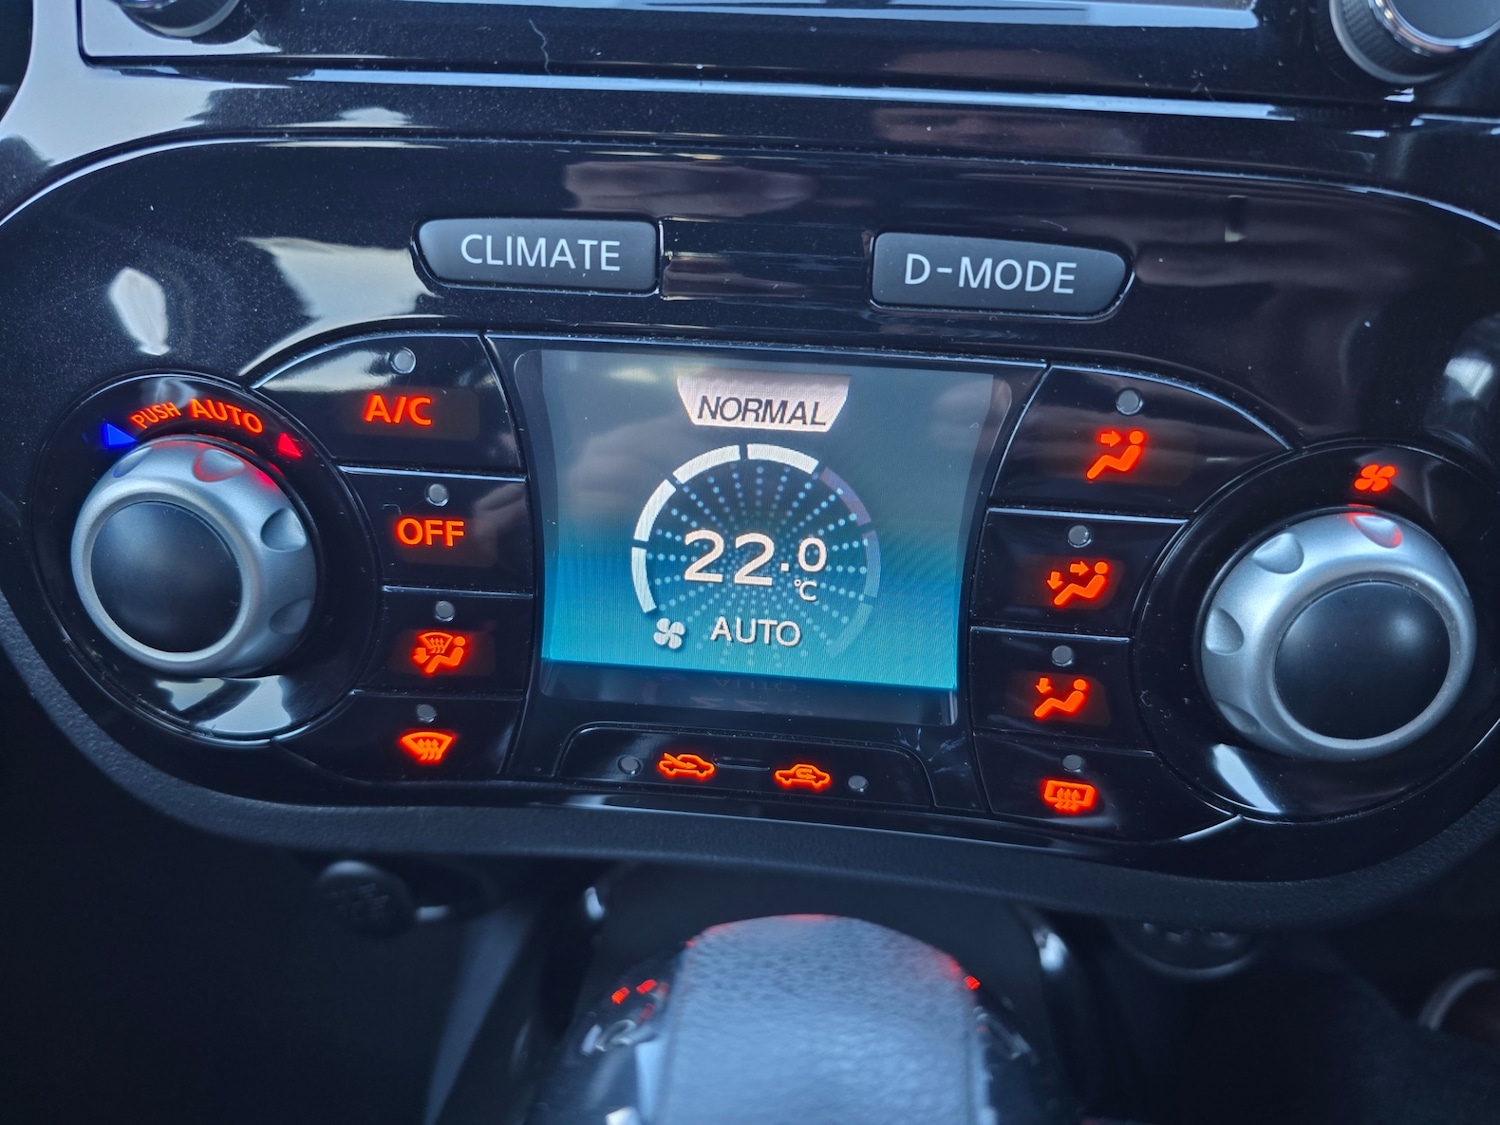 CLIMATE
D-MODE
PUSH AUTO
A/C
OFF
NORMAL
22.0
°C
AUTO